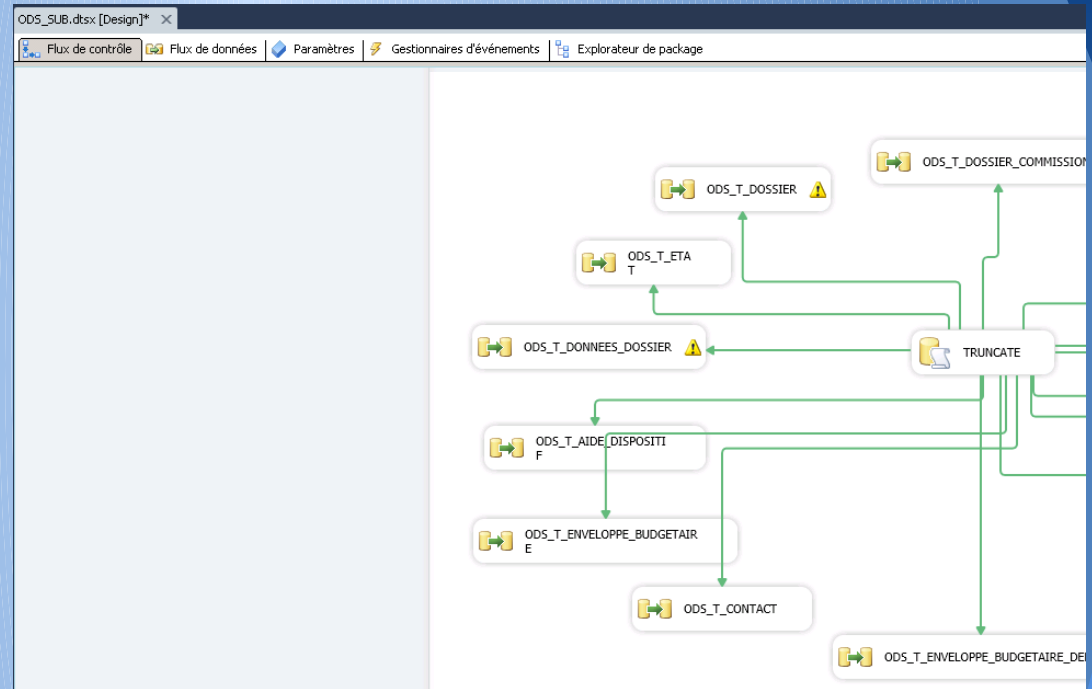 ODS_SUB.dtsx [Design]*
Flux de contrôle Flux de données Paramètres Gestionnaires d'événements Explorateur de package
ODS_T_DOSSIER_COMMISSION
ODS_T_DOSSIER
ODS_T_ETA
T
ODS_T_DONNEES_DOSSIER
TRUNCATE
ODS_T_AIDE_DISPOSITI
F
ODS_T_ENVELOPPE_BUDGETAIR
E
ODS_T_CONTACT
ODS_T_ENVELOPPE_BUDGETAIRE_DE